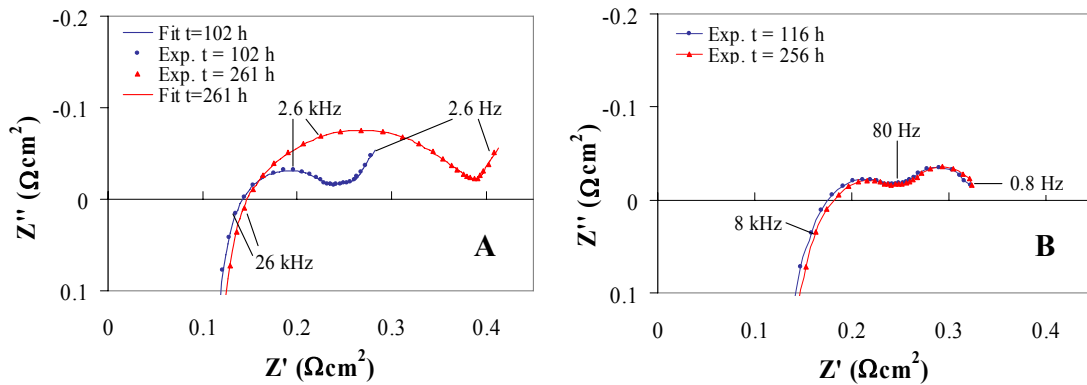 -0.2
-0.1
0
0.1
Z'' (Ωcm²)
Fit t=102 h
Exp. t = 102 h
Exp. t = 261 h
Fit t=261 h
2.6 kHz
2.6 Hz
26 kHz
A
0 0.1 0.2 0.3 0.4
Z' (Ωcm²)
-0.2
-0.1
0
0.1
Z'' (Ωcm²)
Exp. t = 116 h
Exp. t = 256 h
80 Hz
0.8 Hz
8 kHz
B
0 0.1 0.2 0.3 0.4
Z' (Ωcm²)